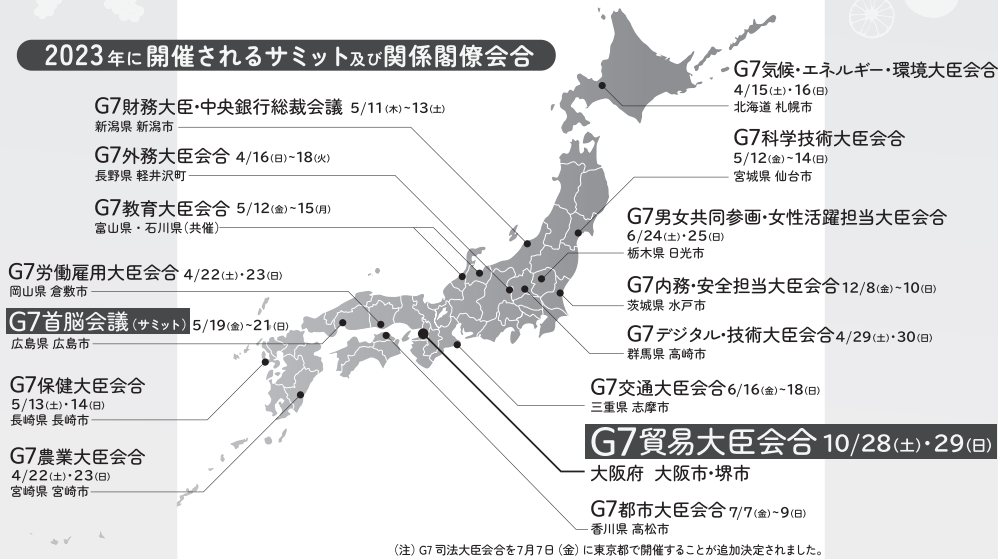 2023年に開催されるサミット及び関係閣僚会合
G7財務大臣・中央銀行総裁会議 5/11(木)~13(土)
新潟県 新潟市
G7外務大臣会合 4/16(日)~18(火)
長野県 軽井沢町
G7教育大臣会合 5/12(金)~15(月)
富山県・石川県(共催)
G7労働雇用大臣会合 4/22(土)・23(日)
岡山県 倉敷市
G7首脳会議(サミット) 5/19(金)~21(日)
広島県 広島市
G7保健大臣会合
5/13(土)・14(日)
長崎県 長崎市
G7農業大臣会合
4/22(土)・23(日)
宮崎県 宮崎市
G7気候・エネルギー・環境大臣会合
4/15(土)・16(日)
北海道 札幌市
G7科学技術大臣会合
5/12(金)~14(日)
宮城県 仙台市
G7男女共同参画・女性活躍担当大臣会合
6/24(土)・25(日)
栃木県 日光市
G7内務・安全担当大臣会合 12/8(金)~10(日)
茨城県 水戸市
G7デジタル・技術大臣会合 4/29(土)・30(日)
群馬県 高崎市
G7交通大臣会合 6/16(金)~18(日)
三重県 志摩市
G7貿易大臣会合 10/28(土)・29(日)
大阪府 大阪市・堺市
G7都市大臣会合 7/7(金)~9(日)
香川県 高松市
(注)G7司法大臣会合を7月7日(金)に東京都で開催することが追加決定されました。